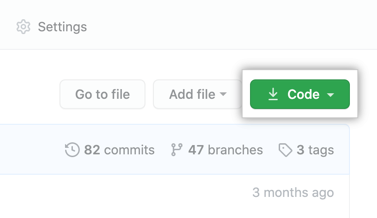 Settings
Go to file Add file Code
82 commits 47 branches 3 tags
3 months ago